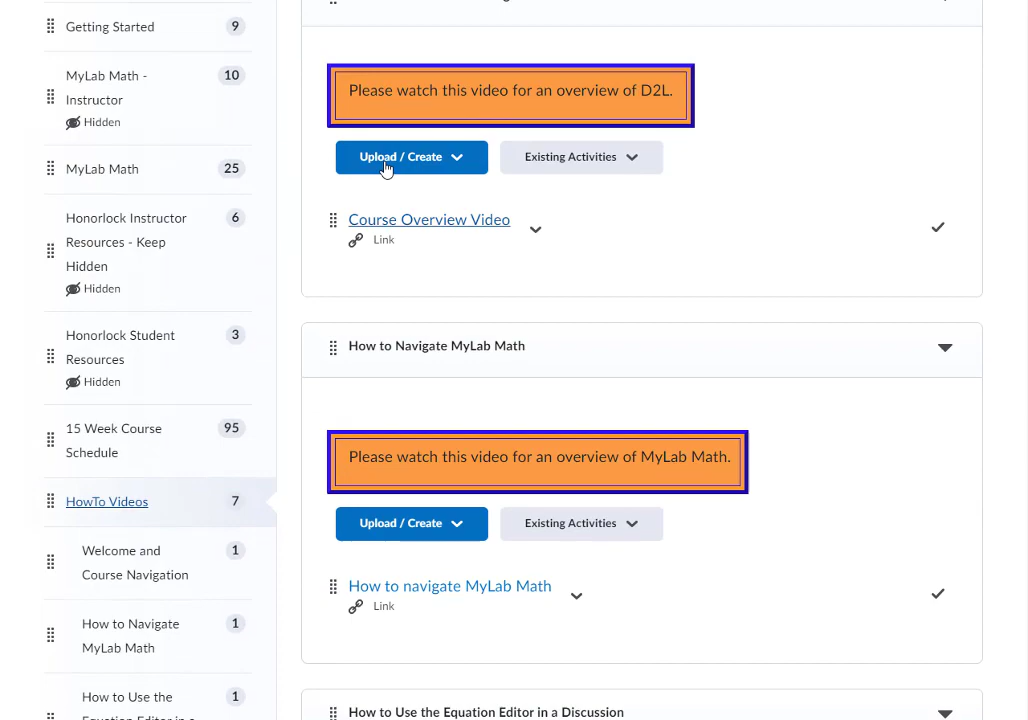 Getting Started
9
MyLab Math -
Instructor
10
Hidden
MyLab Math
25
Honorlock Instructor
Resources - Keep
Hidden
6
Hidden
Honorlock Student
Resources
3
Hidden
15 Week Course
Schedule
95
HowTo Videos
7
Welcome and
Course Navigation
1
How to Navigate
MyLab Math
1
How to Use the
1
Equation Editor in a
Please watch this video for an overview of D2L.
Upload / Create
Existing Activities
Course Overview Video
Link
How to Navigate MyLab Math
Please watch this video for an overview of MyLab Math.
Upload / Create
Existing Activities
How to navigate MyLab Math
Link
How to Use the Equation Editor in a Discussion